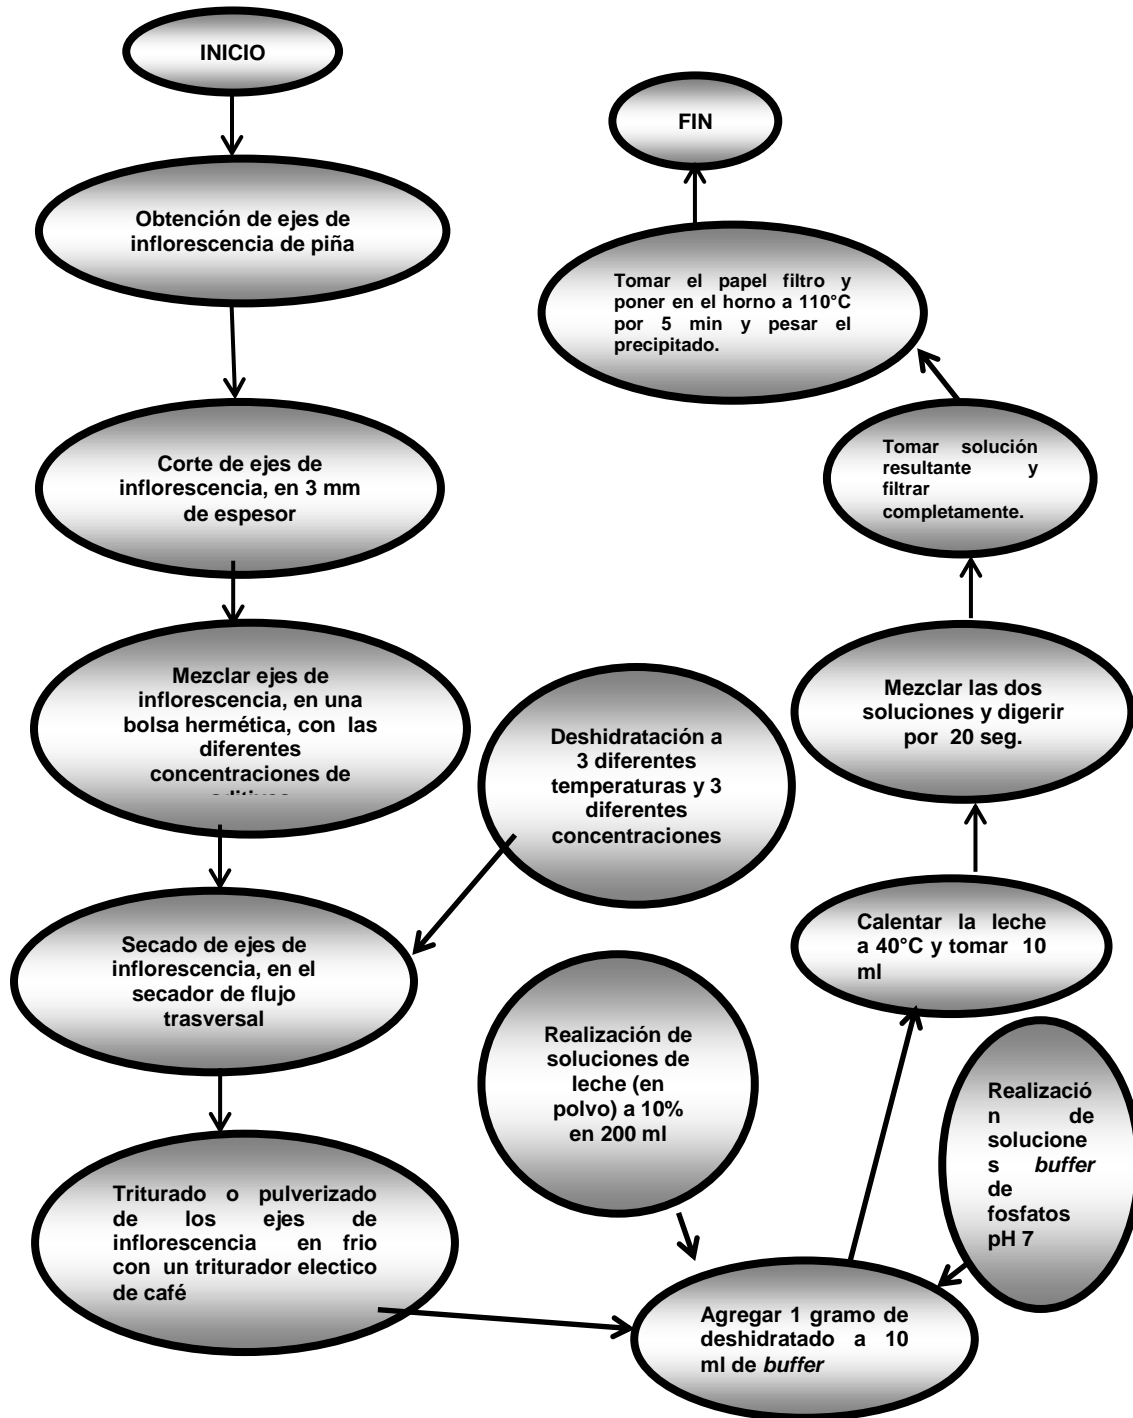 INICIO
Obtención de ejes de
inflorescencia de piña
Corte de ejes de
inflorescencia, en 3 mm
de espesor
Mezclar ejes de
inflorescencia, en una
bolsa hermética, con las
diferentes
concentraciones de
Deshidratación a
3 diferentes
temperaturas y 3
diferentes
concentraciones
Secado de ejes de
inflorescencia, en el
secador de flujo
trasversal
Triturado o pulverizado
de los ejes de
inflorescencia en frio
con un triturador electico
de café
Realización de
soluciones de
leche (en
polvo) a 10%
en 200 ml
Realizació
n de
solucione
s buffer
de
fosfatos
pH 7
Agregar 1 gramo de
deshidratado a 10
ml de buffer
Calentar la leche
a 40°C y tomar 10
ml
Mezclar las dos
soluciones y digerir
por 20 seg.
Tomar solución
resultante y
filtrar
completamente.
Tomar el papel filtro y
poner en el horno a 110°C
por 5 min y pesar el
precipitado.
FIN